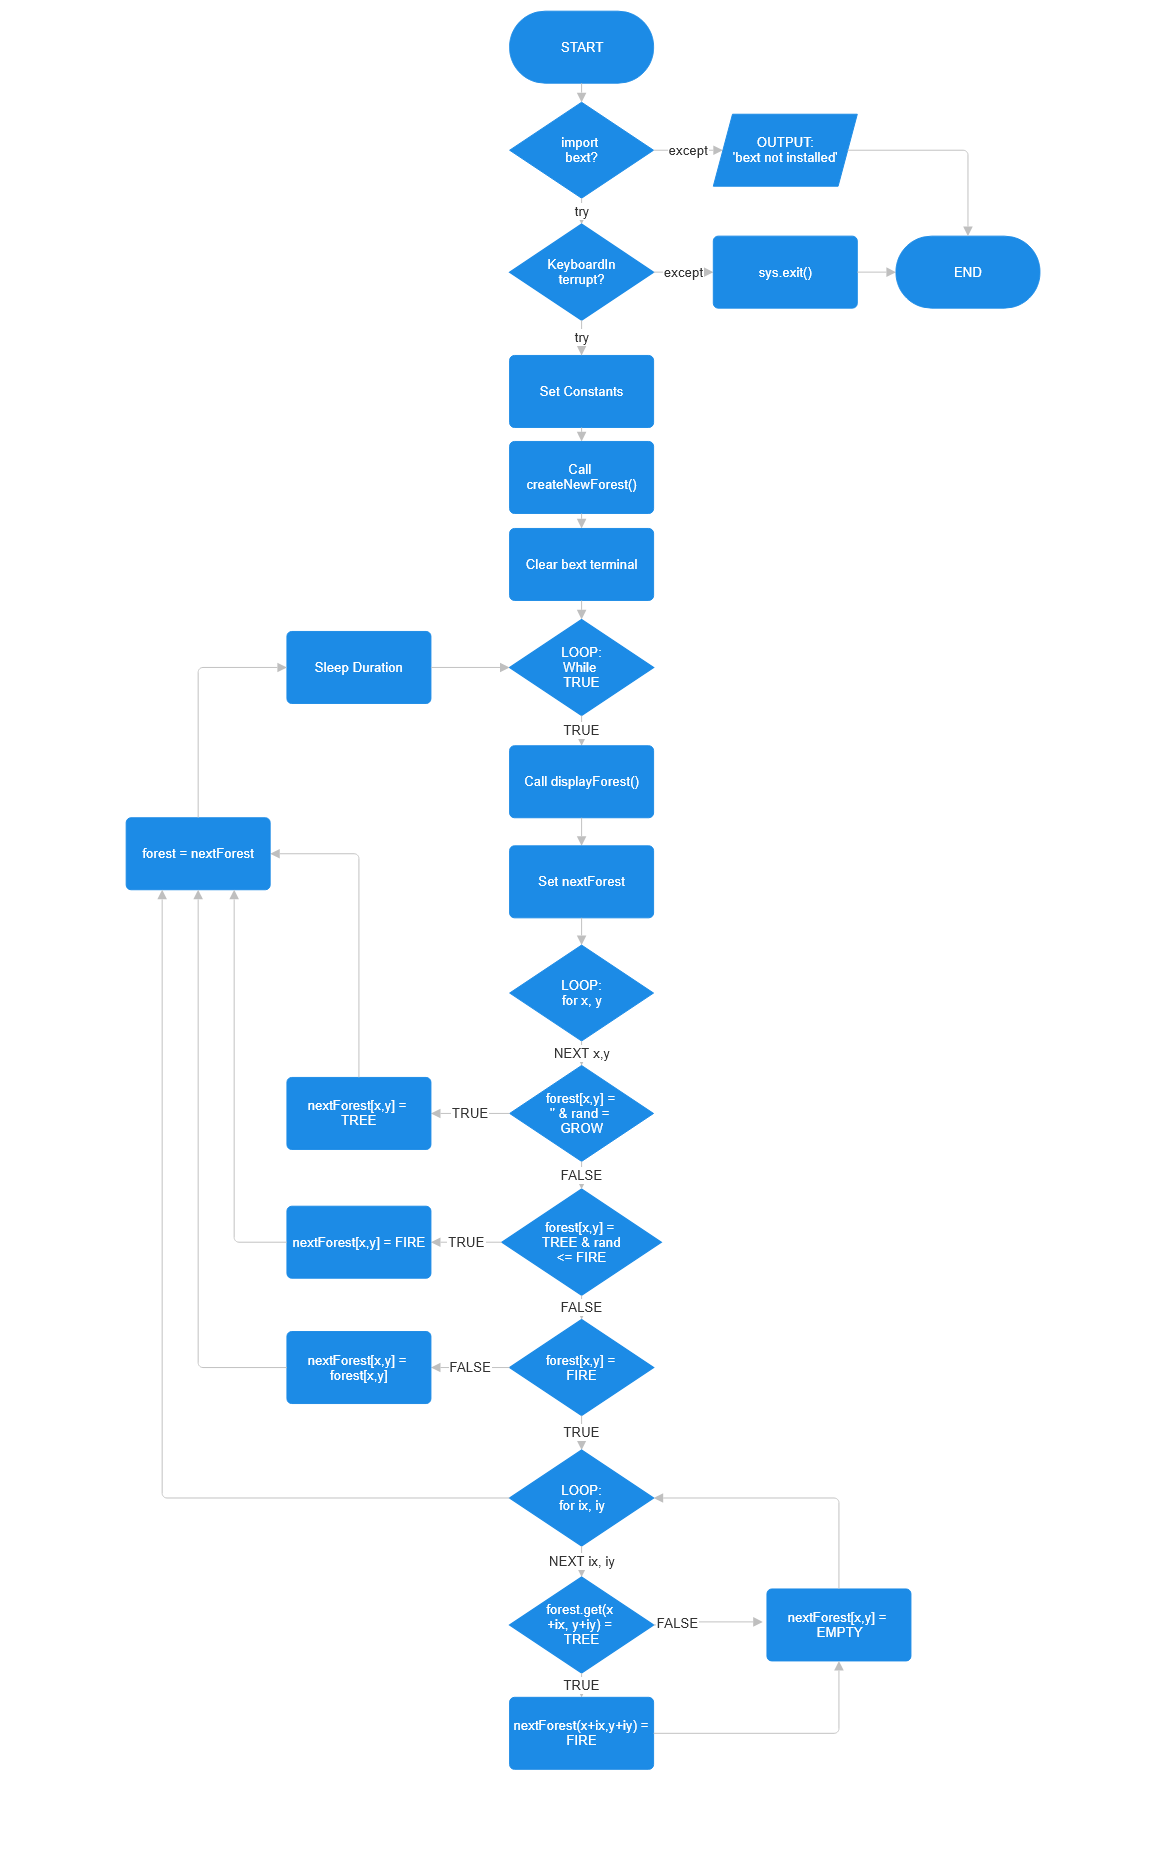 START
import
bext?
except
OUTPUT:
'bext not installed'
try
KeyboardIn
terrupt?
except
sys.exit()
END
try
Set Constants
Call
createNewForest()
Clear bext terminal
Sleep Duration
LOOP:
While
TRUE
TRUE
Call displayForest()
forest = nextForest
Set nextForest
LOOP:
for x, y
NEXT x,y
nextForest[x,y] =
TREE
TRUE
forest[x,y] =
'' & rand =
GROW
FALSE
nextForest[x,y] = FIRE
TRUE
forest[x,y] =
TREE & rand
<= FIRE
FALSE
nextForest[x,y] =
forest[x,y]
FALSE
forest[x,y] =
FIRE
TRUE
LOOP:
for ix, iy
NEXT ix, iy
forest.get(x
+ix, y+iy) =
TREE
FALSE
nextForest[x,y] =
EMPTY
TRUE
nextForest(x+ix,y+iy) =
FIRE